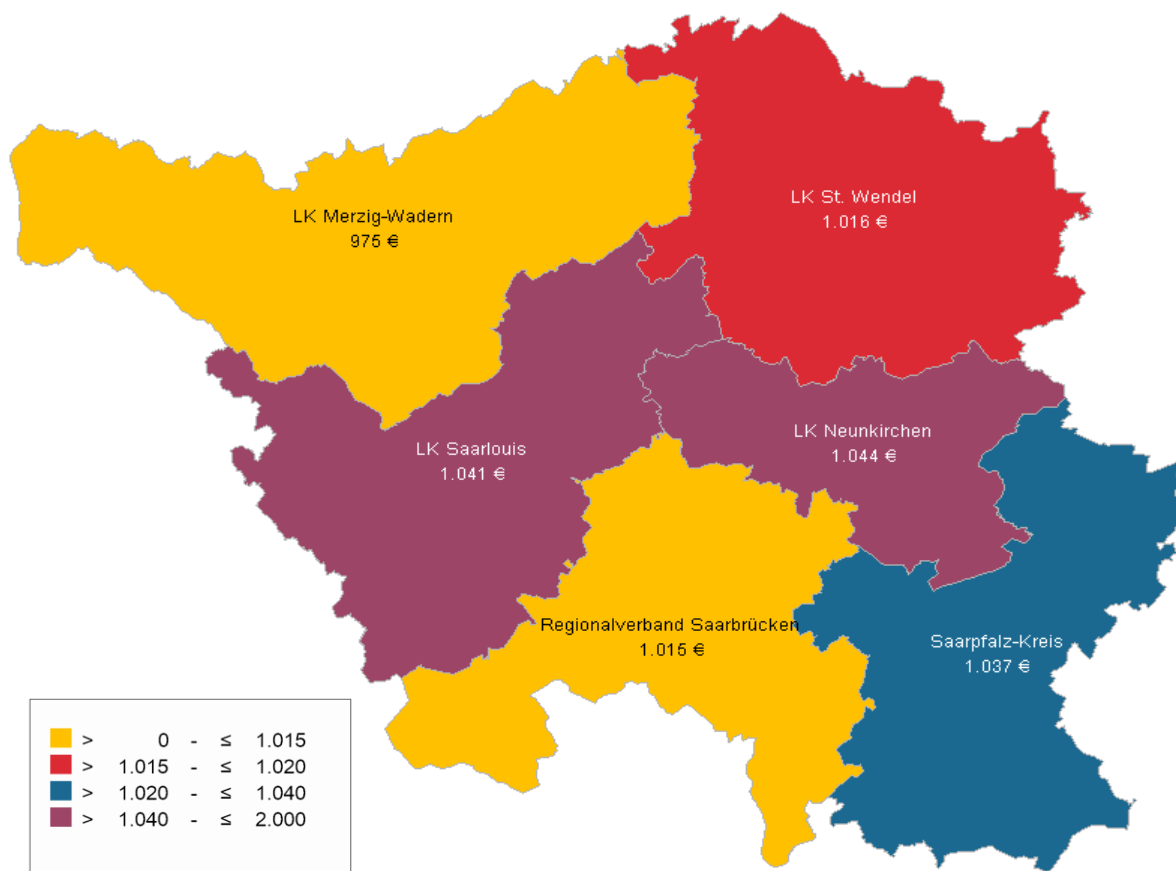 LK St. Wendel
1.016 €
LK Merzig-Wadern
975 €
LK Neunkirchen
1.044 €
LK Saarlouis
1.041 €
Regionalverband Saarbrücken
1.015 €
Saarpfalz-Kreis
1.037 €
> 0 - ≤ 1.015
> 1.015 - ≤ 1.020
> 1.020 - ≤ 1.040
> 1.040 - ≤ 2.000